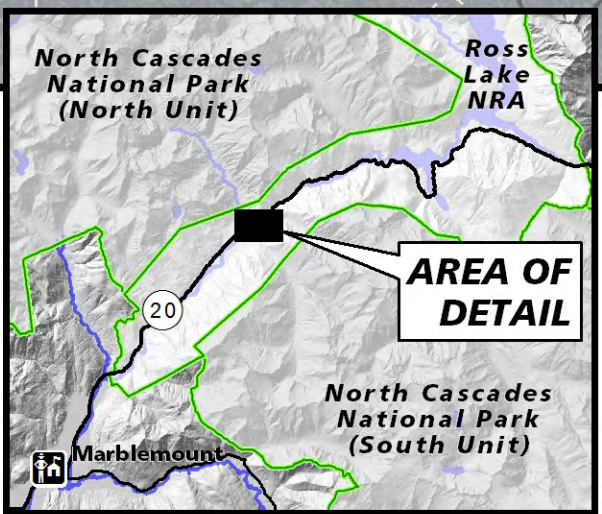 North Cascades
National Park
(North Unit)
Ross
Lake
NRA
AREA OF
DETAIL
20
North Cascades
National Park
(South Unit)
Marblemount